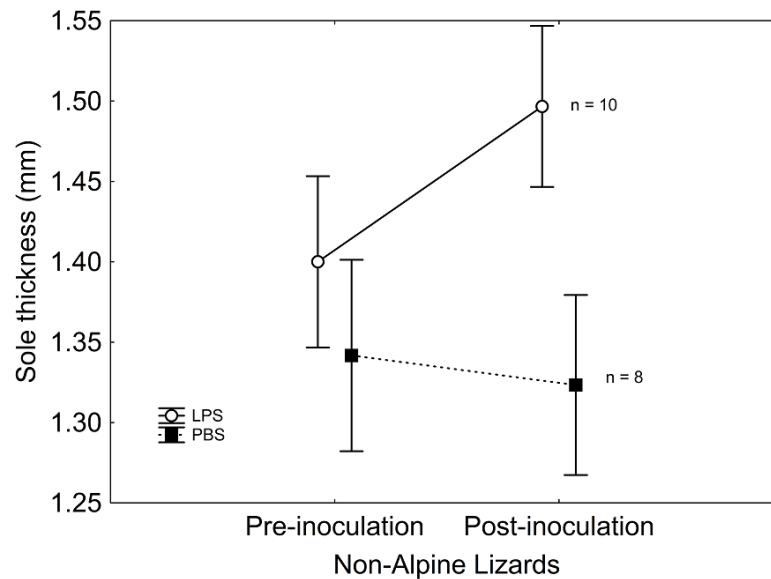 1.55
1.50
1.45
1.40
1.35
1.30
1.25
Sole thickness (mm)
n = 10
n = 8
LPS
PBS
Pre-inoculation Post-inoculation
Non-Alpine Lizards